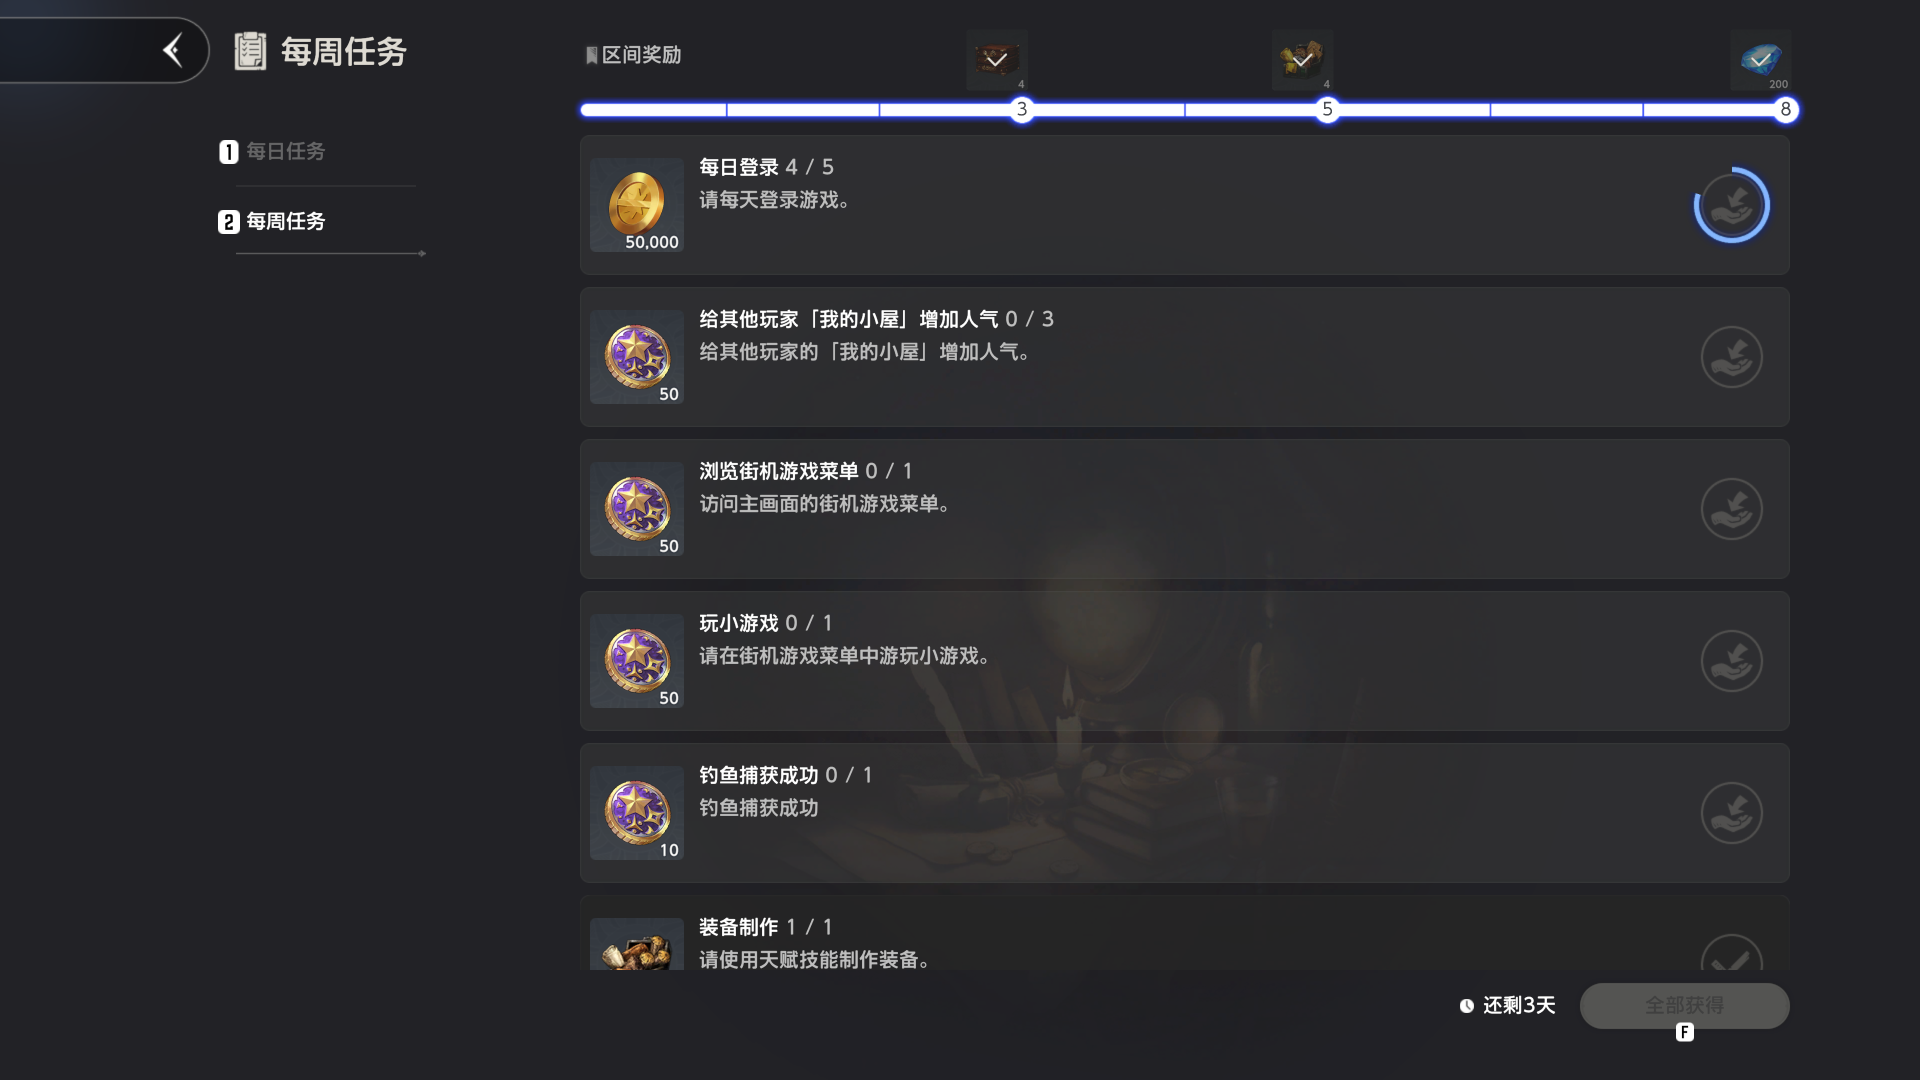 每周任务
区间奖励
4
4
200
3
5
8
1 每日任务
2 每周任务
每日登录 4 / 5
请每天登录游戏。
50,000
给其他玩家「我的小屋」增加人气 0 / 3
给其他玩家的「我的小屋」增加人气。
50
浏览街机游戏菜单 0 / 1
访问主画面的街机游戏菜单。
50
玩小游戏 0 / 1
请在街机游戏菜单中游玩小游戏。
50
钓鱼捕获成功 0 / 1
钓鱼捕获成功
10
装备制作 1 / 1
请使用天赋技能制作装备。
还剩3天
全部获得
F